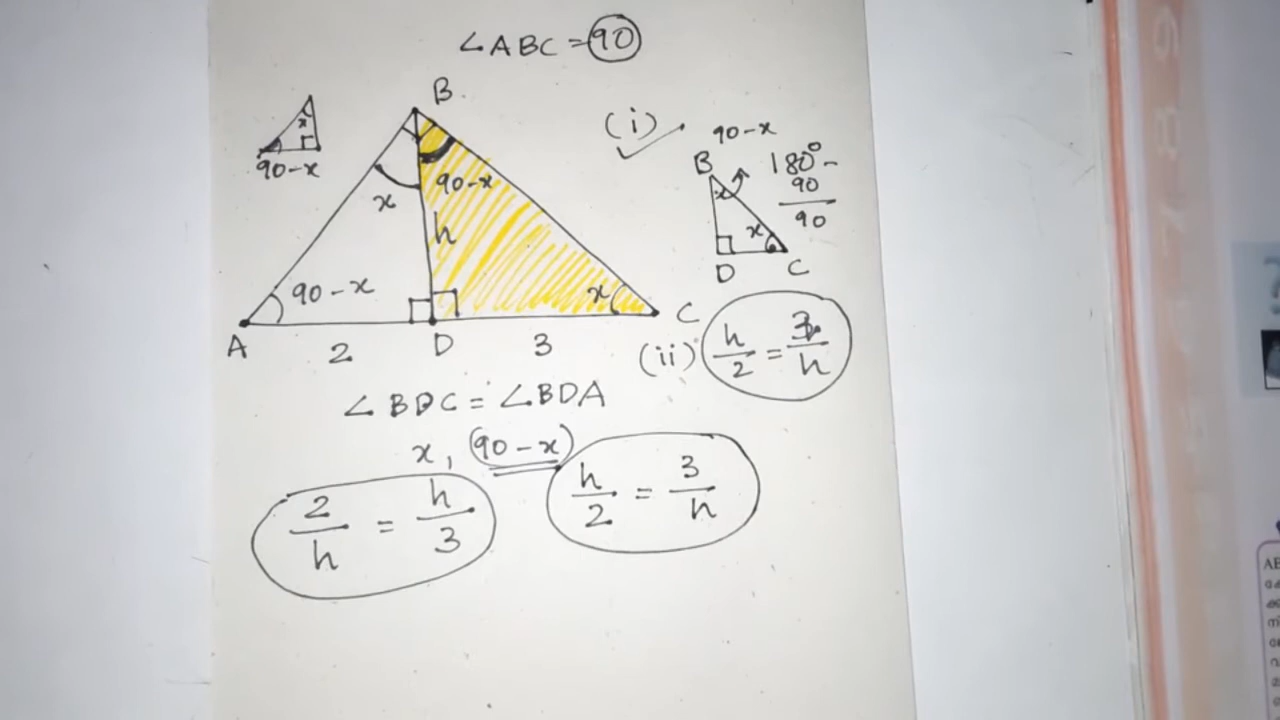 ∠ABC = 90
B
x
90-x
x
90-x
h
90-x
x
A
2
D
3
C
(i)
90-x
B
180°-
90
90
x
x
D
C
(ii) h/2 = 3/h
∠BDC = ∠BDA
x, (90-x)
2/h = h/3
h/2 = 3/h